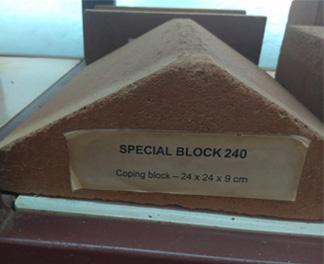 SPECIAL BLOCK 240
Coping block – 24 x 24 x 9 cm